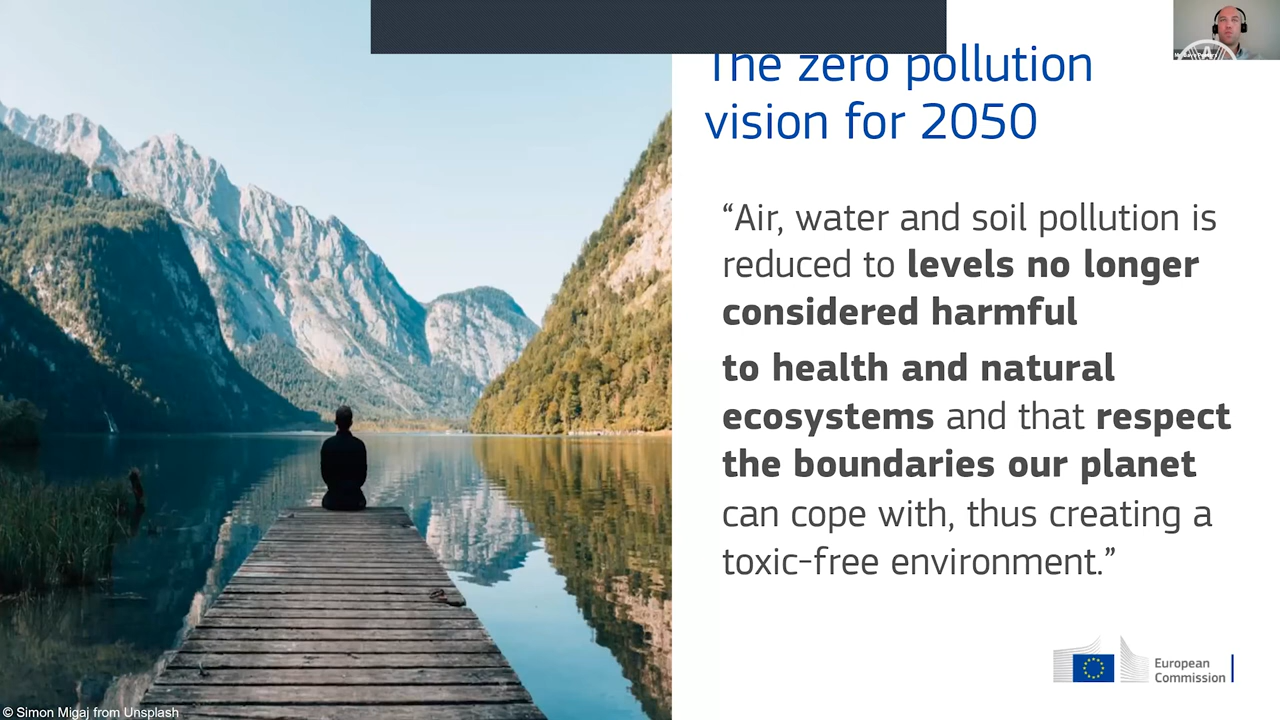 The zero pollution
vision for 2050
“Air, water and soil pollution is
reduced to levels no longer
considered harmful
to health and natural
ecosystems and that respect
the boundaries our planet
can cope with, thus creating a
toxic-free environment.”
European
Commission
© Simon Migaj from Unsplash